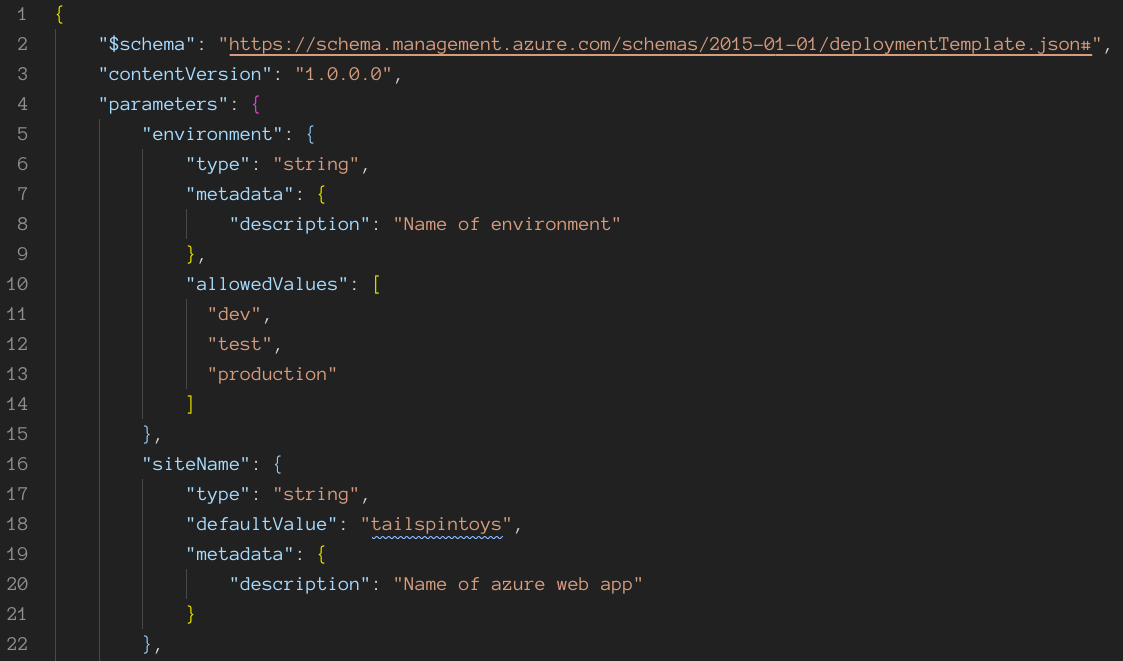 1 {
2     "$schema": "https://schema.management.azure.com/schemas/2015-01-01/deploymentTemplate.json#",
3     "contentVersion": "1.0.0.0",
4     "parameters": {
5         "environment": {
6             "type": "string",
7             "metadata": {
8                 "description": "Name of environment"
9             },
10             "allowedValues": [
11               "dev",
12               "test",
13               "production"
14             ]
15         },
16         "siteName": {
17             "type": "string",
18             "defaultValue": "tailspintoys",
19             "metadata": {
20                 "description": "Name of azure web app"
21             }
22         },